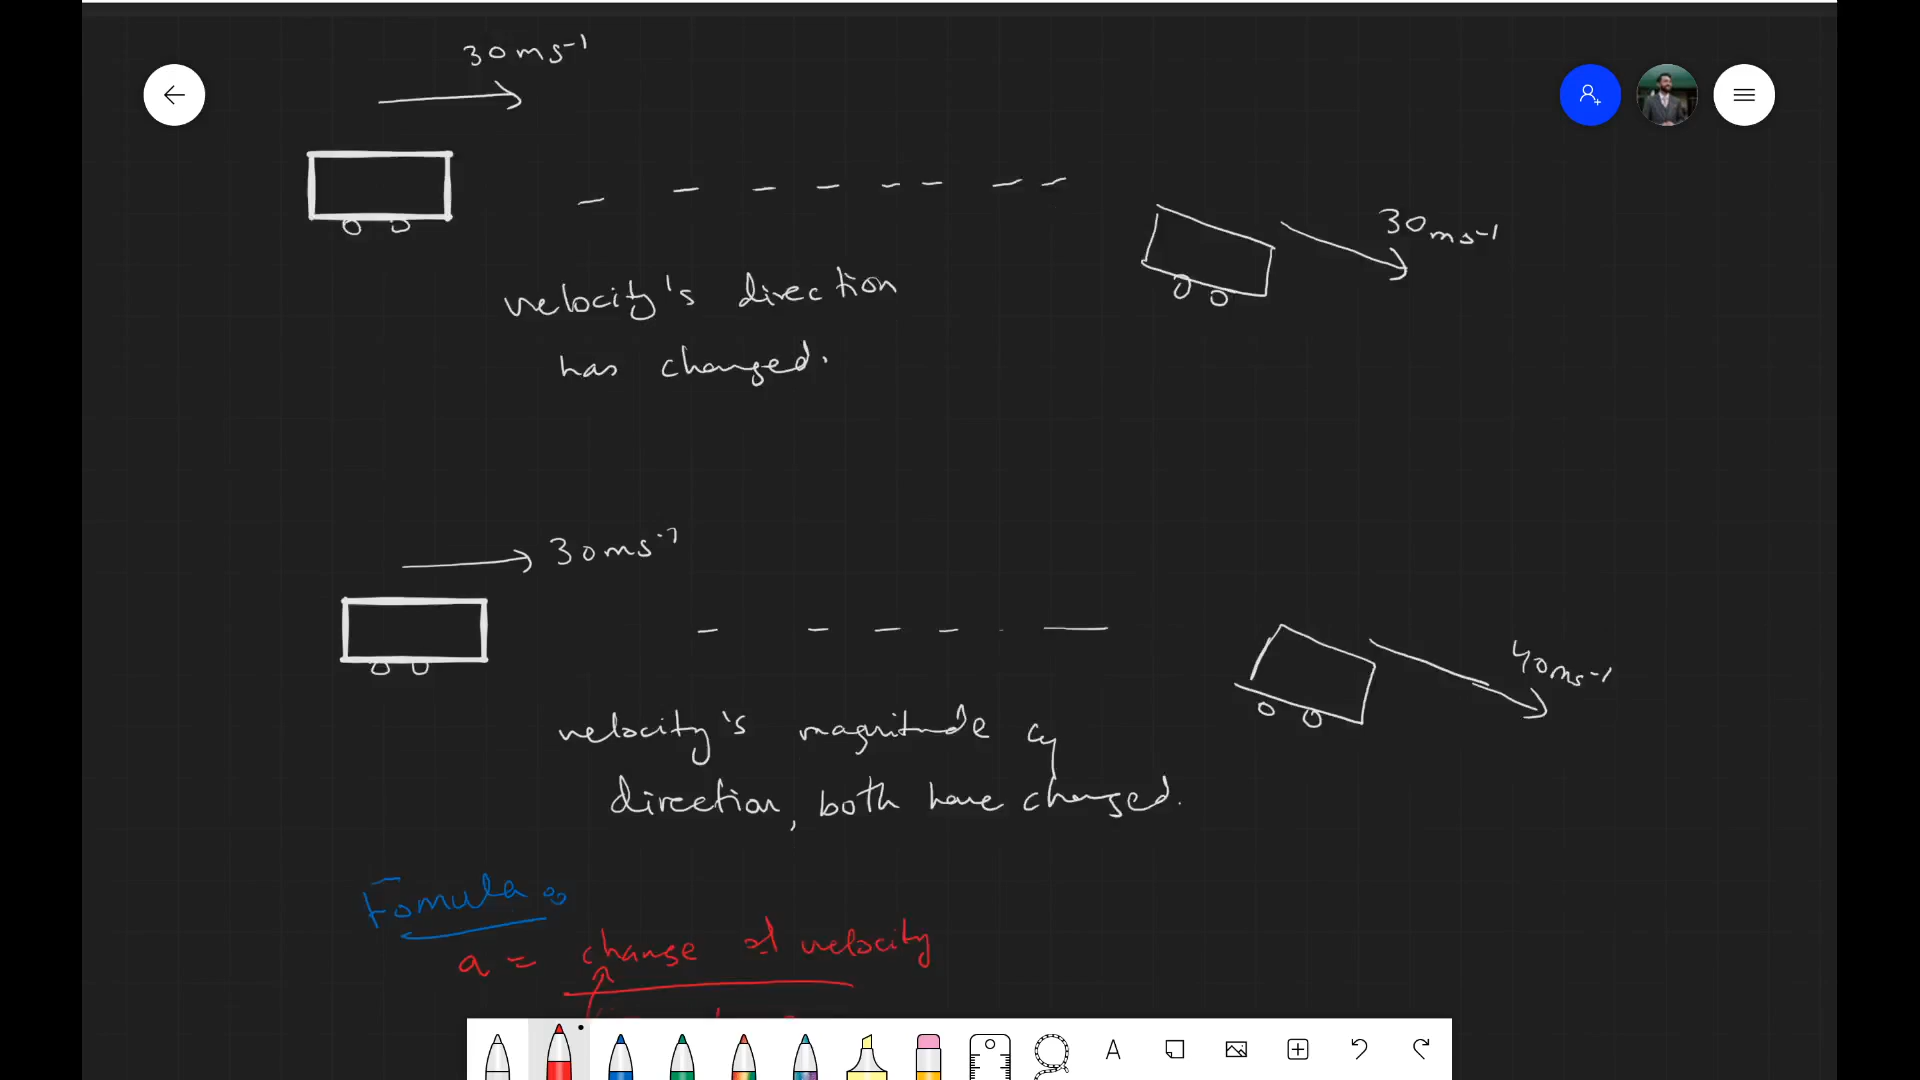 30ms⁻¹
30ms⁻¹
velocity's direction
has changed.
30ms⁻¹
40ms⁻¹
velocity's magnitude &
direction, both have changed.
Fomula:
a = change of velocity
A